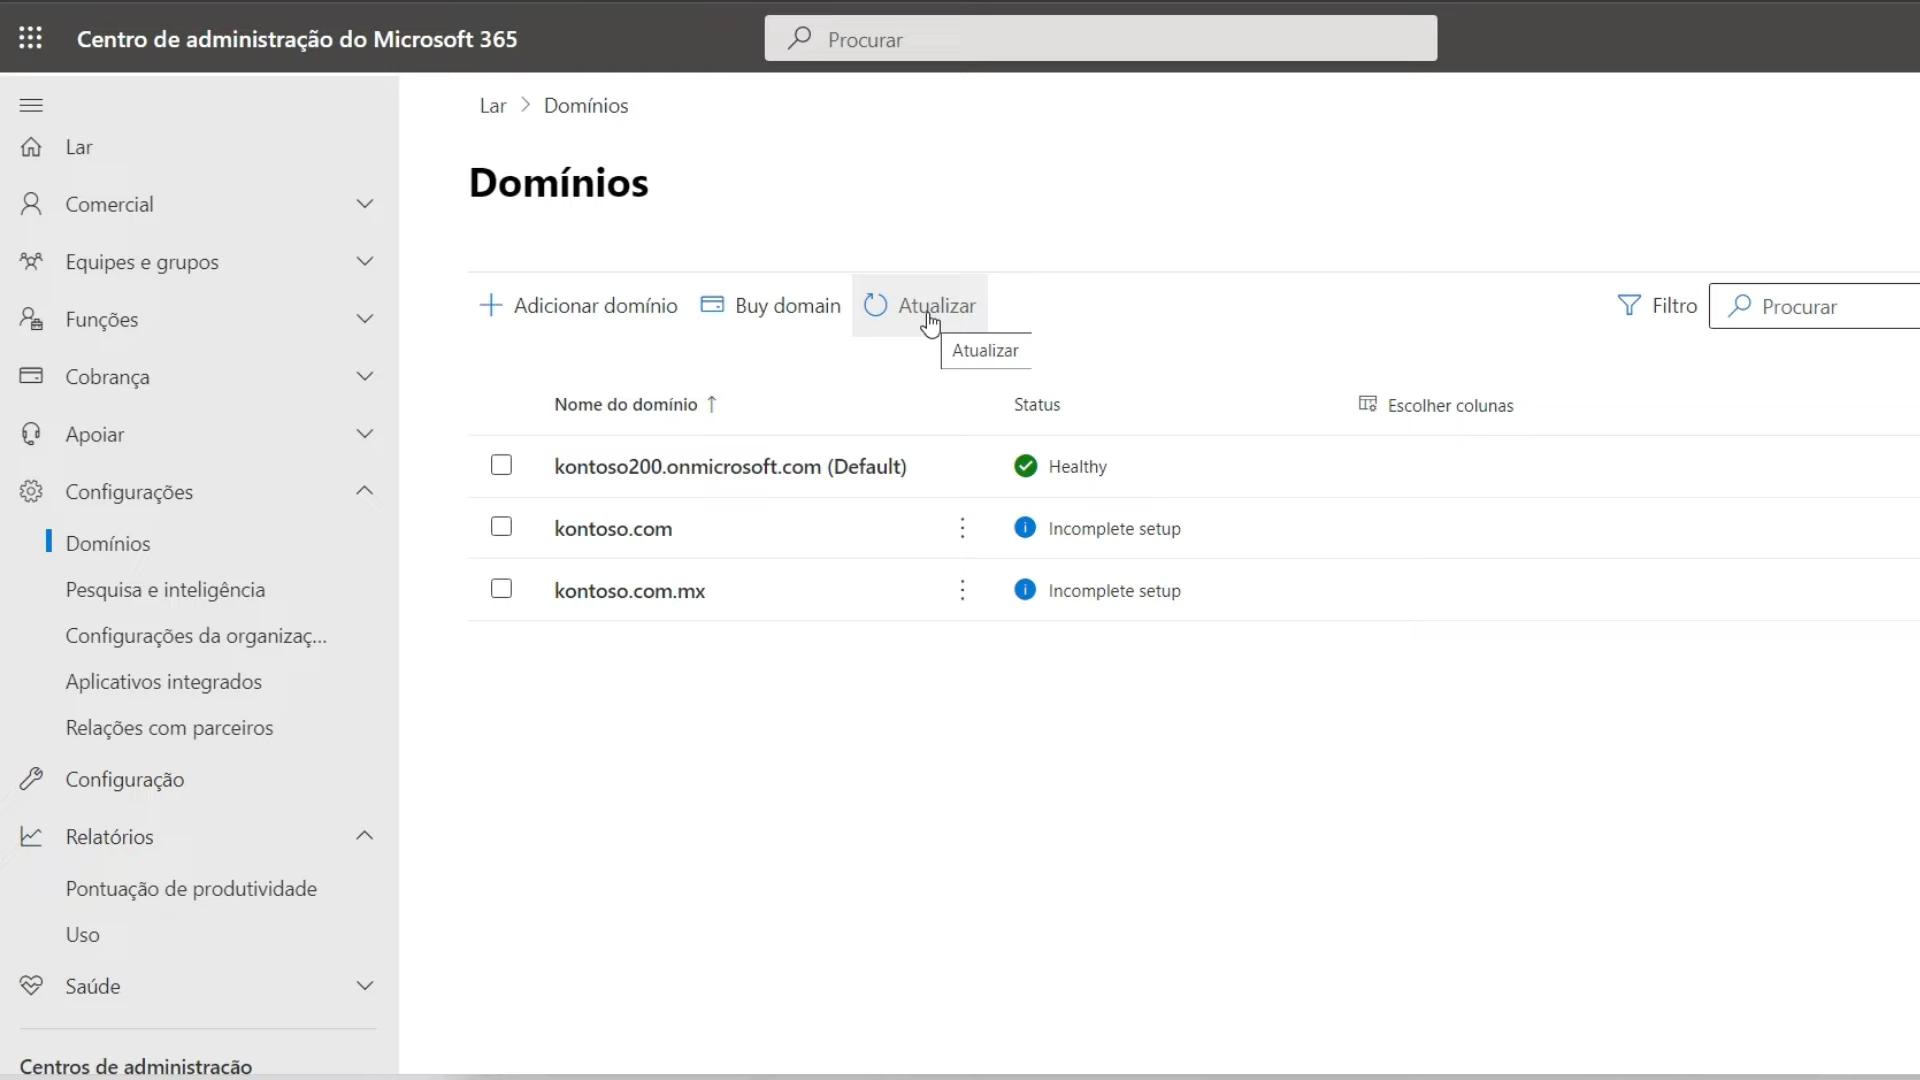 Centro de administração do Microsoft 365
Procurar
Lar
Comercial
Equipes e grupos
Funções
Cobrança
Apoiar
Configurações
Domínios
Pesquisa e inteligência
Configurações da organizaç...
Aplicativos integrados
Relações com parceiros
Configuração
Relatórios
Pontuação de produtividade
Uso
Saúde
Centros de administração
Lar > Domínios
Domínios
Adicionar domínio Buy domain Atualizar Filtro Procurar
Atualizar
Nome do domínio ↑ Status Escolher colunas
kontoso200.onmicrosoft.com (Default) Healthy
kontoso.com Incomplete setup
kontoso.com.mx Incomplete setup